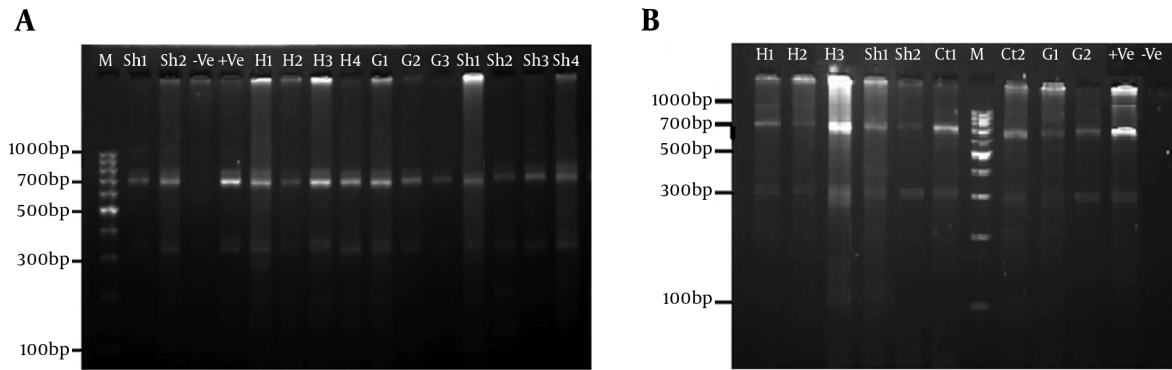 A
M Sh1 Sh2 -Ve +Ve H1 H2 H3 H4 G1 G2 G3 Sh1 Sh2 Sh3 Sh4
1000bp
700bp
500bp
300bp
100bp
B
H1 H2 H3 Sh1 Sh2 Ct1 M Ct2 G1 G2 +Ve -Ve
1000bp
700bp
500bp
300bp
100bp